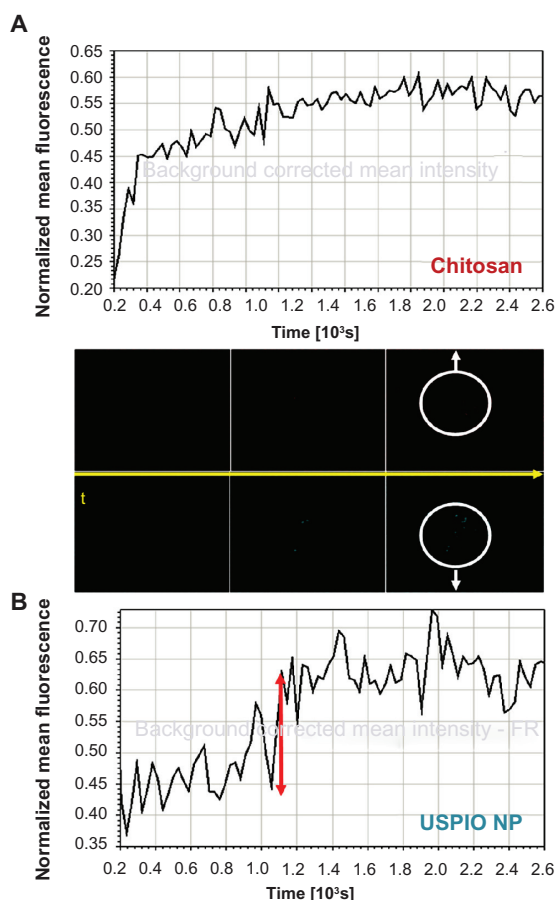 A
Normalized mean fluorescence
0.65
0.60
0.55
0.50
0.45
0.40
0.35
0.30
0.25
0.20
Background corrected mean intensity
Chitosan
0.2 0.4 0.6 0.8 1.0 1.2 1.4 1.6 1.8 2.0 2.2 2.4 2.6
Time [10³s]
t
B
Normalized mean fluorescence
0.70
0.65
0.60
0.55
0.50
0.45
0.40
0.35
Background corrected mean intensity - FR
USPIO NP
0.2 0.4 0.6 0.8 1.0 1.2 1.4 1.6 1.8 2.0 2.2 2.4 2.6
Time [10³s]